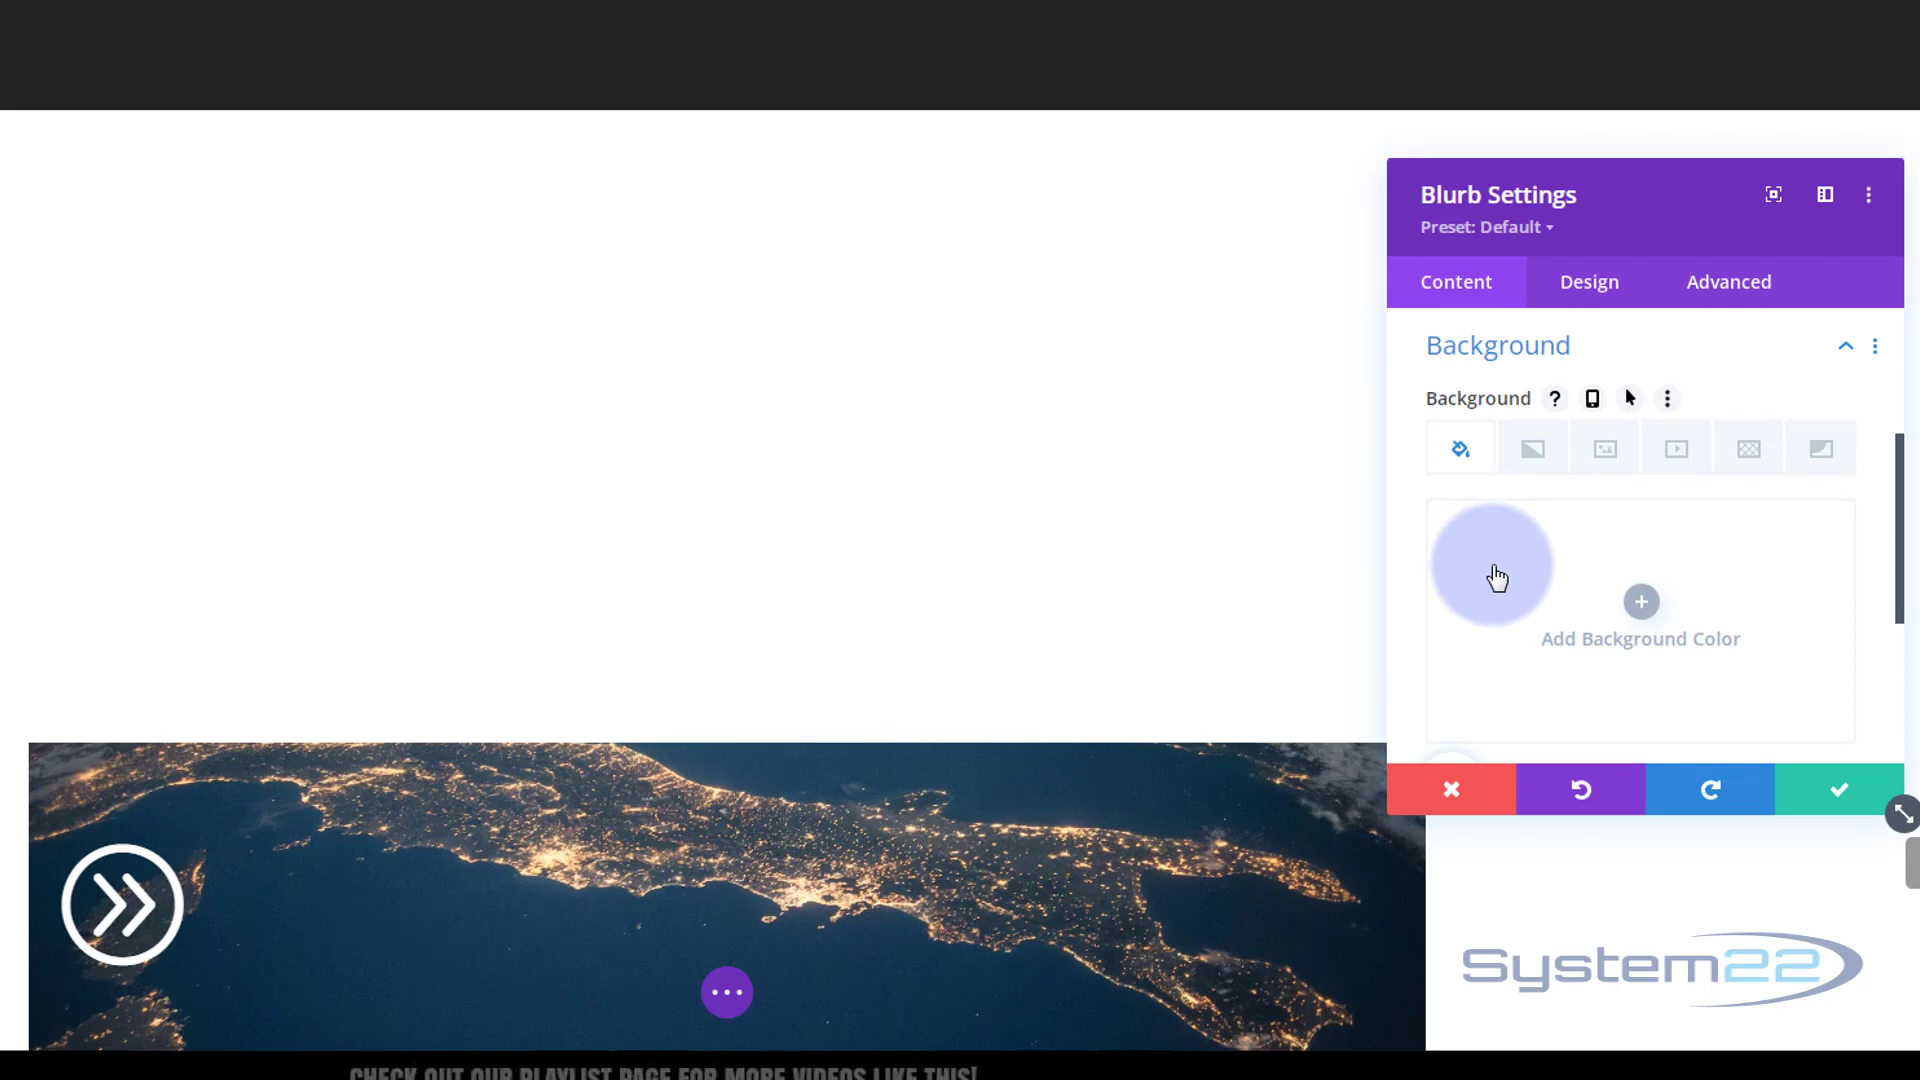 Blurb Settings
Preset: Default
Content Design Advanced
Background
Background ?
Add Background Color
System22
CHECK OUT OUR PLAYLIST PAGE FOR MORE VIDEOS LIKE THIS!